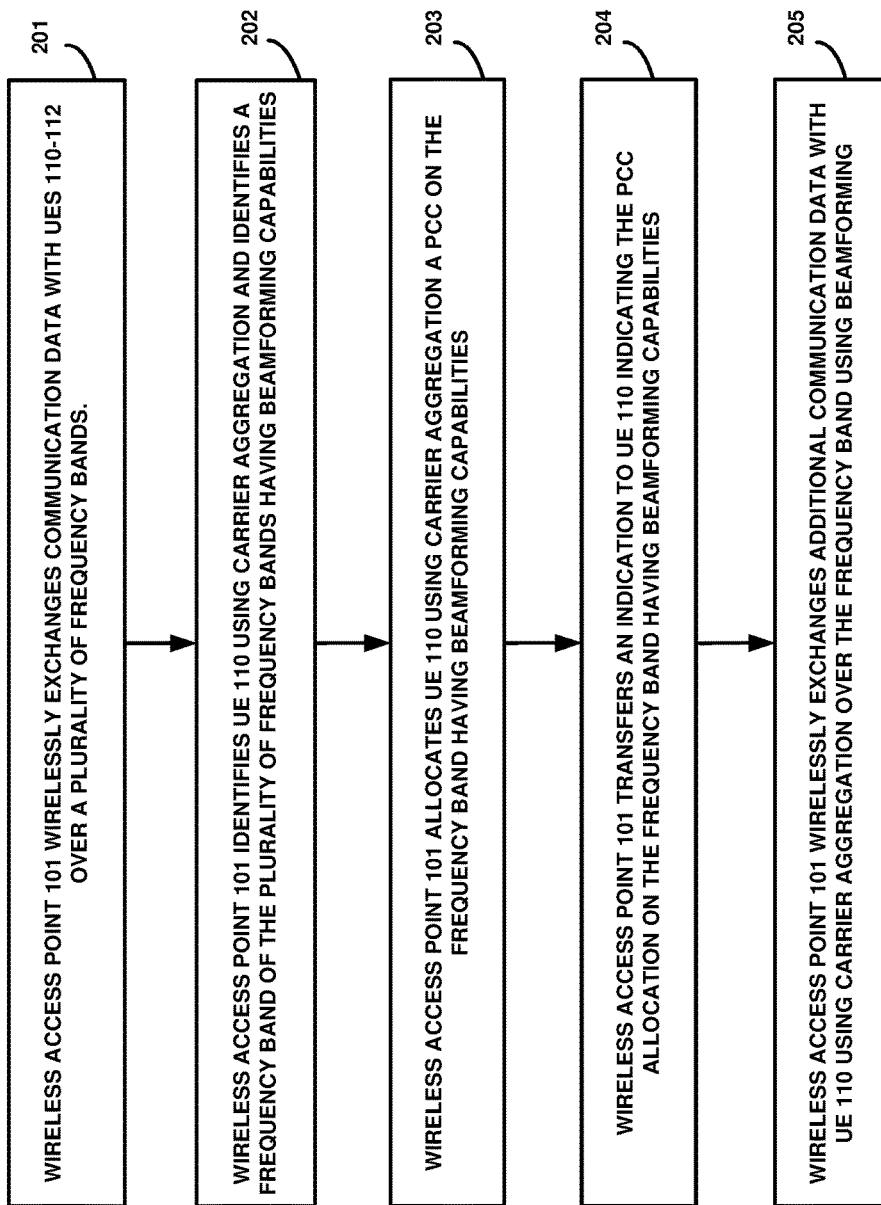 201
WIRELESS ACCESS POINT 101 WIRELESSLY EXCHANGES COMMUNICATION DATA WITH UES 110-112
OVER A PLURALITY OF FREQUENCY BANDS.
202
WIRELESS ACCESS POINT 101 IDENTIFIES UE 110 USING CARRIER AGGREGATION AND IDENTIFIES A
FREQUENCY BAND OF THE PLURALITY OF FREQUENCY BANDS HAVING BEAMFORMING CAPABILITIES
203
WIRELESS ACCESS POINT 101 ALLOCATES UE 110 USING CARRIER AGGREGATION A PCC ON THE
FREQUENCY BAND HAVING BEAMFORMING CAPABILITIES
204
WIRELESS ACCESS POINT 101 TRANSFERS AN INDICATION TO UE 110 INDICATING THE PCC
ALLOCATION ON THE FREQUENCY BAND HAVING BEAMFORMING CAPABILITIES
205
WIRELESS ACCESS POINT 101 WIRELESSLY EXCHANGES ADDITIONAL COMMUNICATION DATA WITH
UE 110 USING CARRIER AGGREGATION OVER THE FREQUENCY BAND USING BEAMFORMING